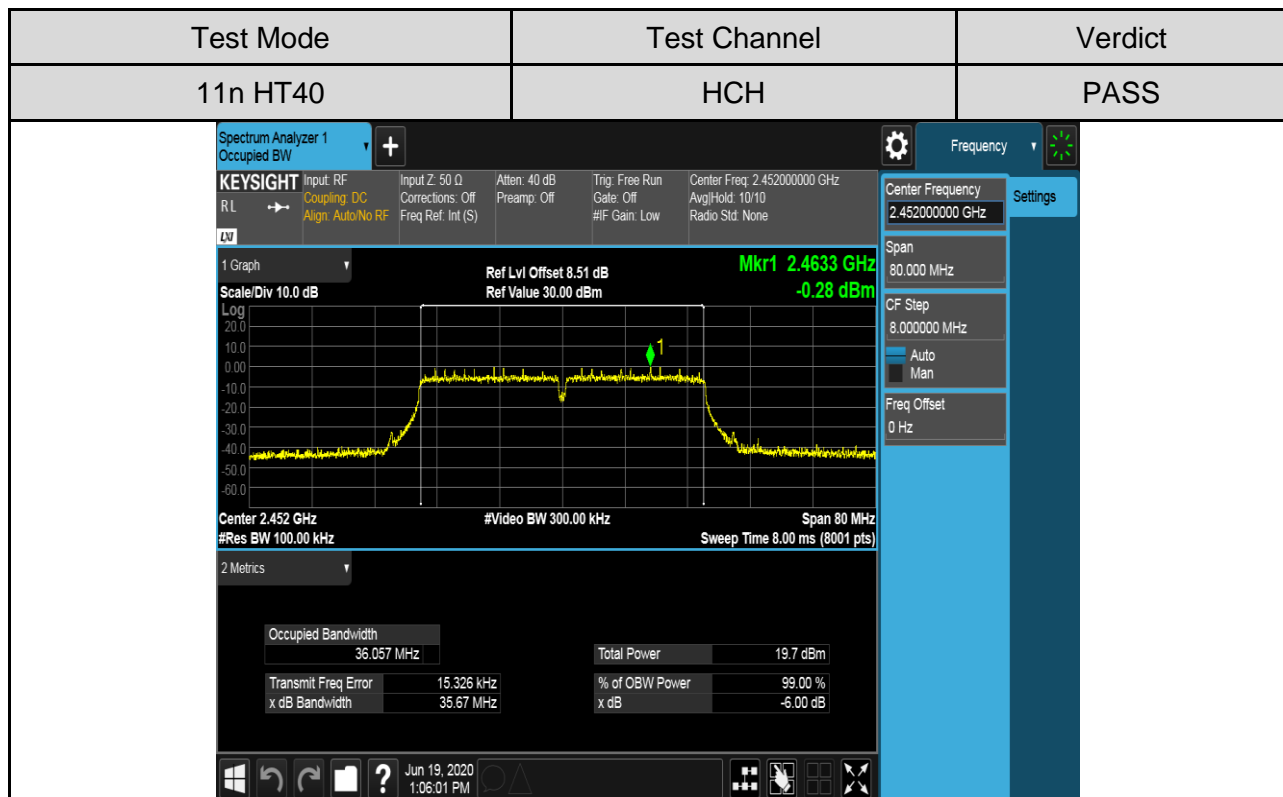 Test Mode Test Channel Verdict
11n HT40 HCH PASS
Spectrum Analyzer 1
Occupied BW
+
Frequency
KEYSIGHT Input: RF Input Z: 50 Ω Atten: 40 dB Trig: Free Run Center Freq: 2.452000000 GHz
RL Coupling: DC Corrections: Off Preamp: Off Gate: Off Avg|Hold: 10/10
Align: Auto/No RF Freq Ref: Int (S) #IF Gain: Low Radio Std: None
LXI
Center Frequency
2.452000000 GHz
Settings
Span
80.000 MHz
CF Step
8.000000 MHz
Auto
Man
Freq Offset
0 Hz
1 Graph Ref Lvl Offset 8.51 dB Mkr1 2.4633 GHz
Scale/Div 10.0 dB Ref Value 30.00 dBm -0.28 dBm
Log
20.0
10.0
1
0.00
-10.0
-20.0
-30.0
-40.0
-50.0
-60.0
Center 2.452 GHz #Video BW 300.00 kHz Span 80 MHz
#Res BW 100.00 kHz Sweep Time 8.00 ms (8001 pts)
2 Metrics
Occupied Bandwidth
36.057 MHz Total Power 19.7 dBm
Transmit Freq Error 15.326 kHz % of OBW Power 99.00 %
x dB Bandwidth 35.67 MHz x dB -6.00 dB
? Jun 19, 2020
1:06:01 PM